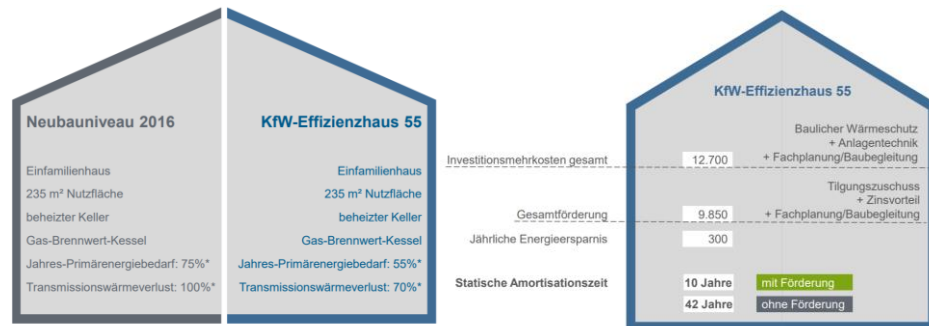 Neubauniveau 2016
Einfamilienhaus
235 m² Nutzfläche
beheizter Keller
Gas-Brennwert-Kessel
Jahres-Primärenergiebedarf: 75%*
Transmissionswärmeverlust: 100%*
KfW-Effizienzhaus 55
Einfamilienhaus
235 m² Nutzfläche
beheizter Keller
Gas-Brennwert-Kessel
Jahres-Primärenergiebedarf: 55%*
Transmissionswärmeverlust: 70%*
KfW-Effizienzhaus 55
Baulicher Wärmeschutz
+ Anlagentechnik
Investitionsmehrkosten gesamt 12.700 + Fachplanung/Baubegleitung
Tilgungszuschuss
+ Zinsvorteil
Gesamtförderung 9.850 + Fachplanung/Baubegleitung
Jährliche Energieersparnis 300
Statische Amortisationszeit 10 Jahre mit Förderung
42 Jahre ohne Förderung